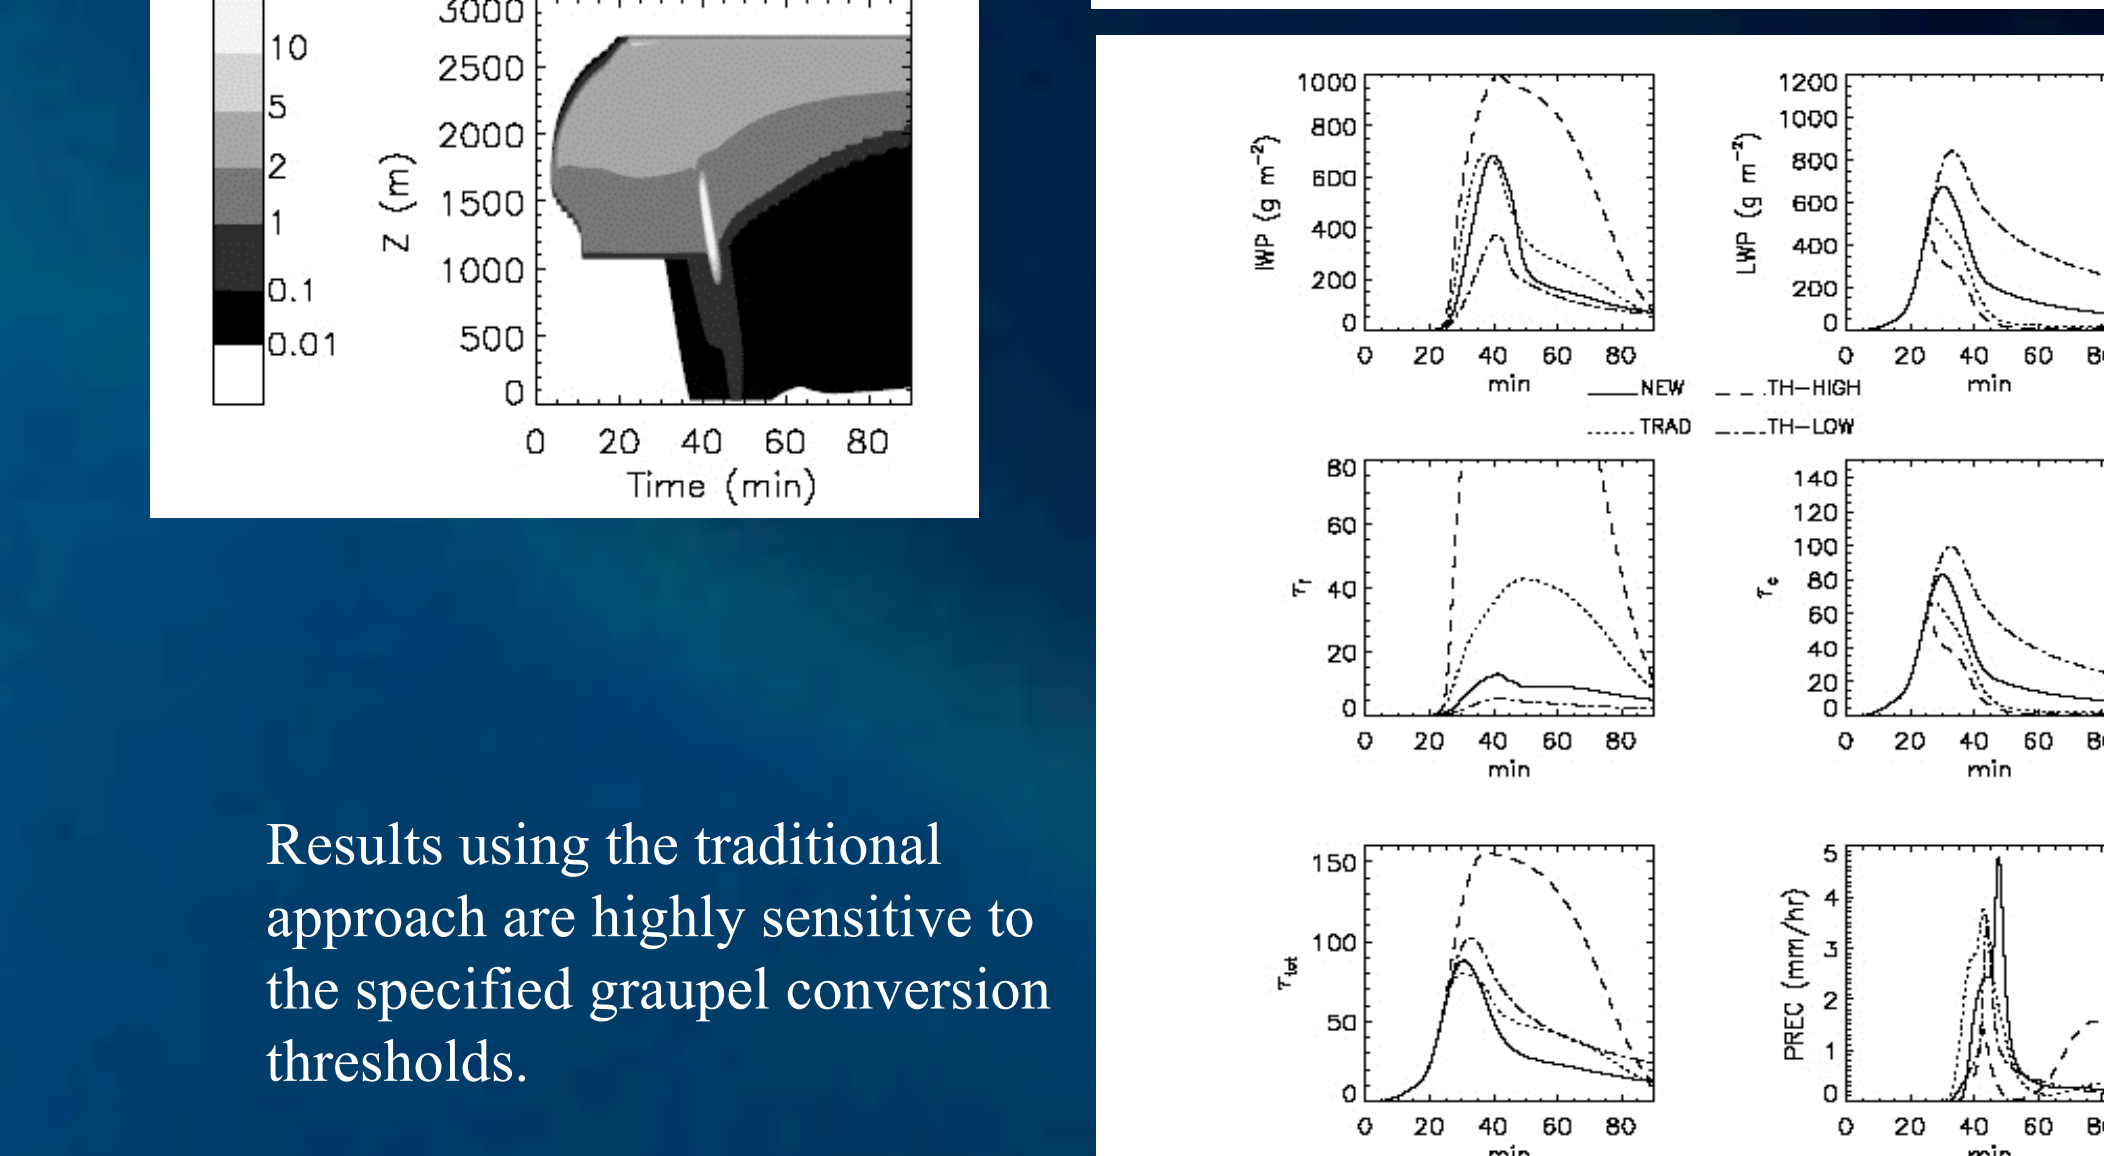 10
5
2
1
0.1
0.01
Z (m)
3000
2500
2000
1500
1000
500
0
0 20 40 60 80
Time (min)
Results using the traditional
approach are highly sensitive to
the specified graupel conversion
thresholds.
IWP (g m⁻²)
1000
800
600
400
200
0
0 20 40 60 80
min
LWP (g m⁻²)
1200
1000
800
600
400
200
0
0 20 40 60
min
NEW TH-HIGH
TRAD TH-LOW
80
60
40
20
0
0 20 40 60 80
min
τc
140
120
100
80
60
40
20
0
0 20 40 60
min
τtot
150
100
50
0
0 20 40 60 80
min
PREC (mm/hr)
5
4
3
2
1
0
0 20 40 60
min